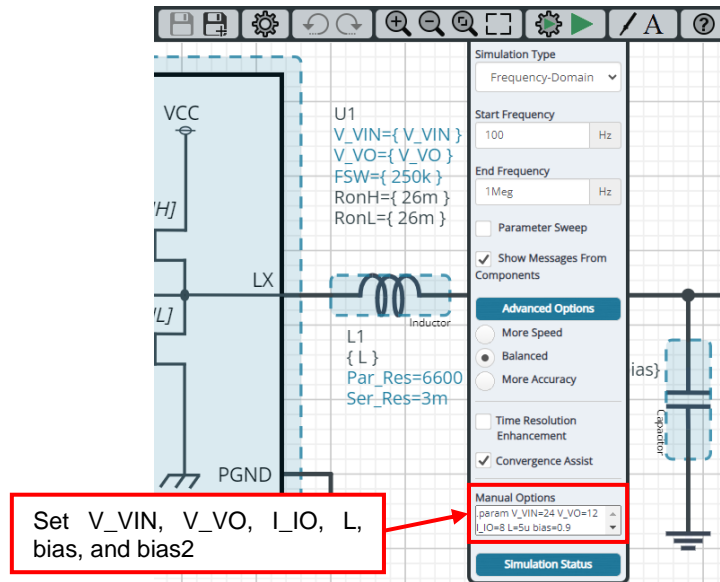 A
?
Simulation Type
Frequency-Domain
Start Frequency
100 Hz
End Frequency
1Meg Hz
Parameter Sweep
Show Messages From
Components
Advanced Options
More Speed
Balanced
More Accuracy
Time Resolution
Enhancement
Convergence Assist
Manual Options
.param V_VIN=24 V_VO=12
I_IO=8 L=5u bias=0.9
Simulation Status
VCC
H]
L]
LX
PGND
U1
V_VIN={ V_VIN }
V_VO={ V_VO }
FSW={ 250k }
RonH={ 26m }
RonL={ 26m }
Inductor
L1
{ L }
Par_Res=6600
Ser_Res=3m
ias}
Capacitor
Set V_VIN, V_VO, I_IO, L,
bias, and bias2